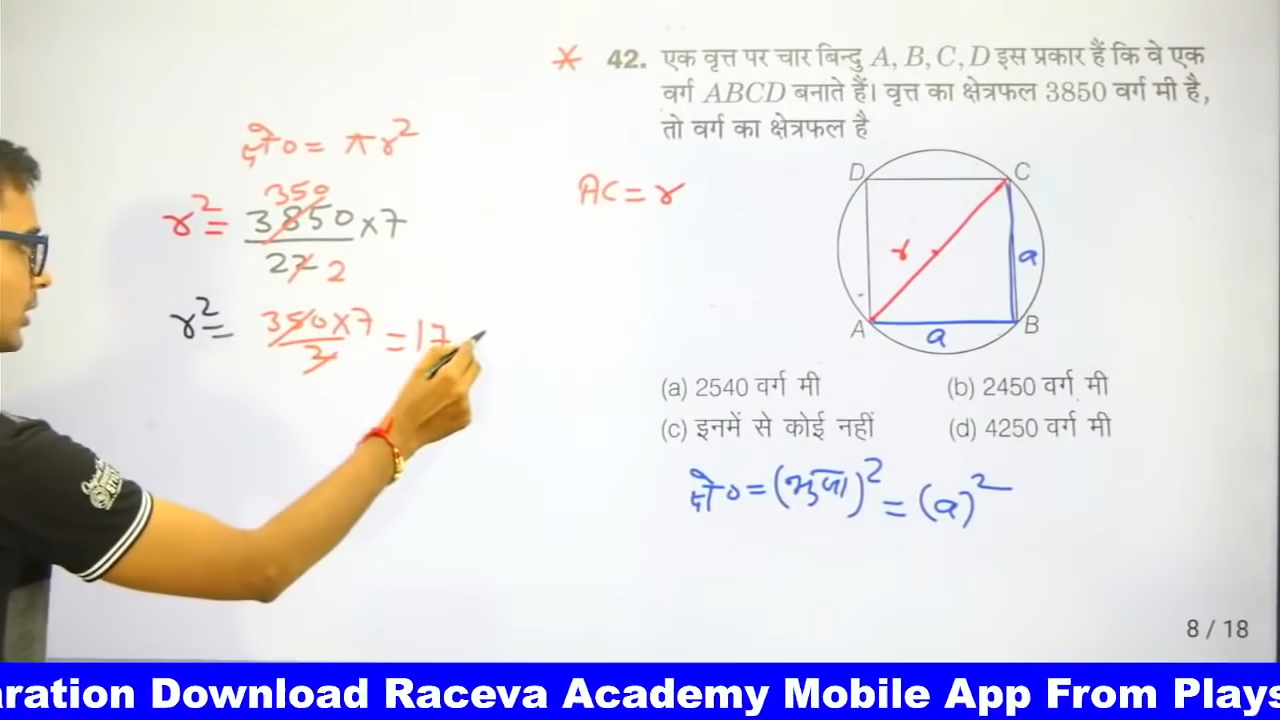 * 42. एक वृत्त पर चार बिन्दु A, B, C, D इस प्रकार हैं कि वे एक
वर्ग ABCD बनाते हैं। वृत्त का क्षेत्रफल 3850 वर्ग मी है,
तो वर्ग का क्षेत्रफल है
क्षे० = πr²
r² = 3850 × 7
350
22 2
r² = 350 × 7 = 17
2
AC = r
D C
r a
A B
a
(a) 2540 वर्ग मी (b) 2450 वर्ग मी
(c) इनमें से कोई नहीं (d) 4250 वर्ग मी
क्षे० = (भुजा)² = (a)²
8 / 18
aration Download Raceva Academy Mobile App From Plays